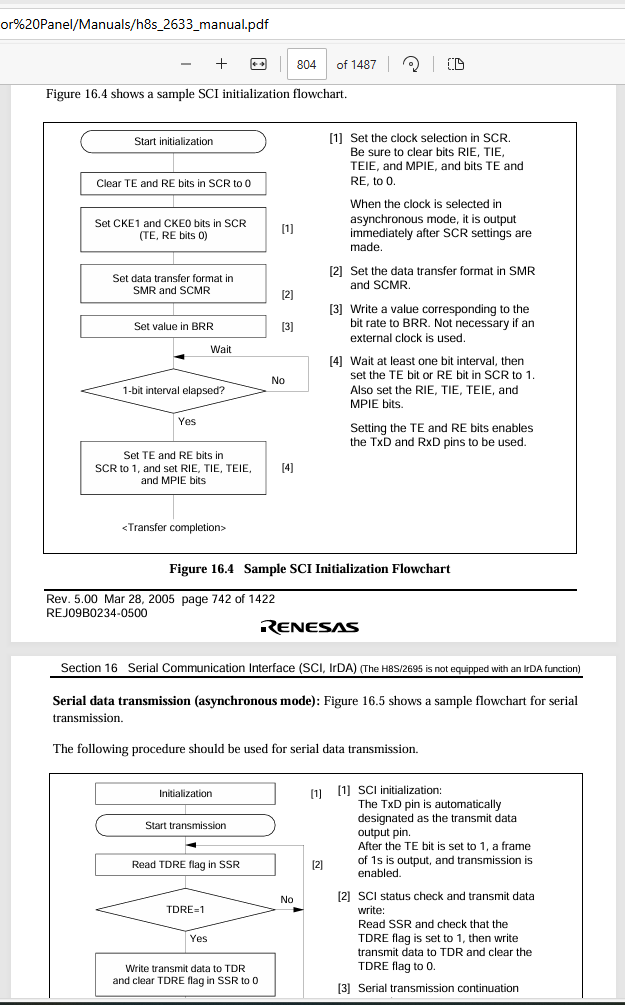 or%20Panel/Manuals/h8s_2633_manual.pdf
804 of 1487
Figure 16.4 shows a sample SCI initialization flowchart.
Start initialization
Clear TE and RE bits in SCR to 0
Set CKE1 and CKE0 bits in SCR
(TE, RE bits 0)
[1]
Set data transfer format in
SMR and SCMR
[2]
Set value in BRR
[3]
Wait
1-bit interval elapsed?
No
Yes
Set TE and RE bits in
SCR to 1, and set RIE, TIE, TEIE,
and MPIE bits
[4]
<Transfer completion>
[1] Set the clock selection in SCR.
Be sure to clear bits RIE, TIE,
TEIE, and MPIE, and bits TE and
RE, to 0.
When the clock is selected in
asynchronous mode, it is output
immediately after SCR settings are
made.
[2] Set the data transfer format in SMR
and SCMR.
[3] Write a value corresponding to the
bit rate to BRR. Not necessary if an
external clock is used.
[4] Wait at least one bit interval, then
set the TE bit or RE bit in SCR to 1.
Also set the RIE, TIE, TEIE, and
MPIE bits.
Setting the TE and RE bits enables
the TxD and RxD pins to be used.
Figure 16.4 Sample SCI Initialization Flowchart
Rev. 5.00 Mar 28, 2005 page 742 of 1422
REJ09B0234-0500
RENESAS
Section 16 Serial Communication Interface (SCI, IrDA) (The H8S/2695 is not equipped with an IrDA function)
Serial data transmission (asynchronous mode): Figure 16.5 shows a sample flowchart for serial
transmission.
The following procedure should be used for serial data transmission.
Initialization
[1]
Start transmission
Read TDRE flag in SSR
[2]
TDRE=1
No
Yes
Write transmit data to TDR
and clear TDRE flag in SSR to 0
[1] SCI initialization:
The TxD pin is automatically
designated as the transmit data
output pin.
After the TE bit is set to 1, a frame
of 1s is output, and transmission is
enabled.
[2] SCI status check and transmit data
write:
Read SSR and check that the
TDRE flag is set to 1, then write
transmit data to TDR and clear the
TDRE flag to 0.
[3] Serial transmission continuation